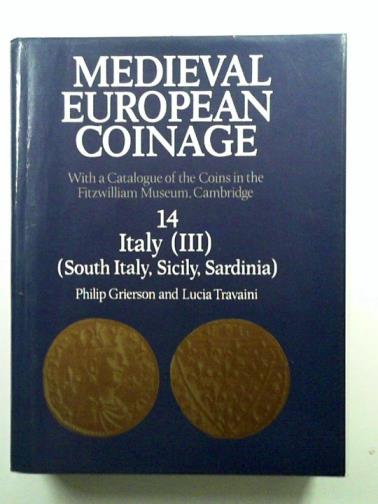 MEDIEVAL
EUROPEAN
COINAGE
With a Catalogue of the Coins in the
Fitzwilliam Museum, Cambridge
14
Italy (III)
(South Italy, Sicily, Sardinia)
Philip Grierson and Lucia Travaini